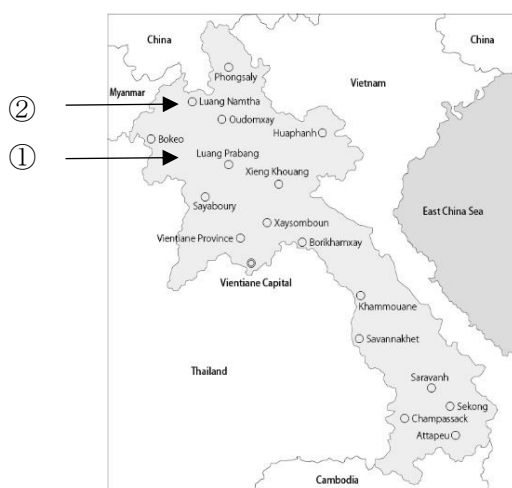 China
China
Phongsaly
Myanmar
Vietnam
②
Luang Namtha
Oudomxay
Huaphanh
①
Bokeo
Luang Prabang
Xieng Khouang
Sayaboury
East China Sea
Xaysomboun
Vientiane Province
Borikhamxay
Vientiane Capital
Khammouane
Savannakhet
Thailand
Saravanh
Sekong
Champassack
Attapeu
Cambodia